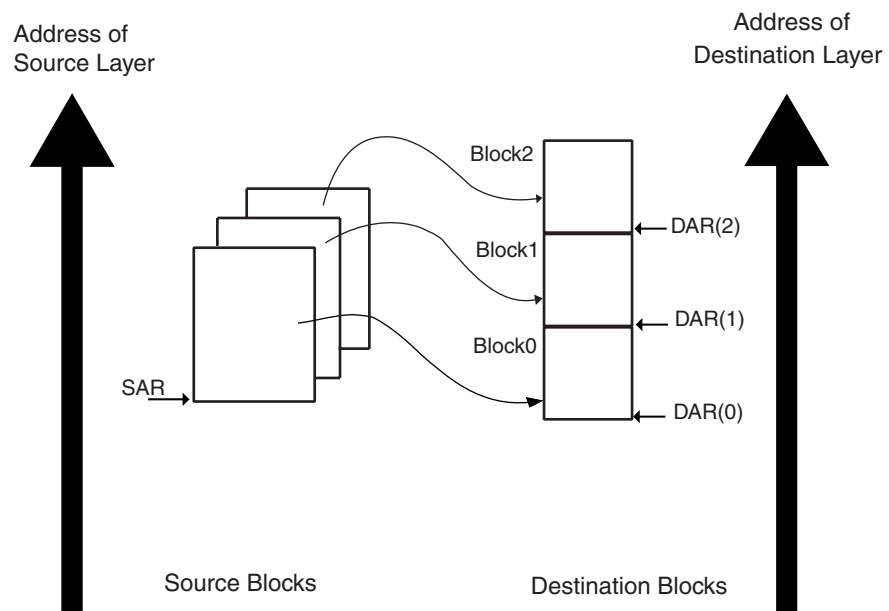 Address of
Source Layer
Address of
Destination Layer
Block2
DAR(2)
Block1
DAR(1)
Block0
SAR
DAR(0)
Source Blocks
Destination Blocks